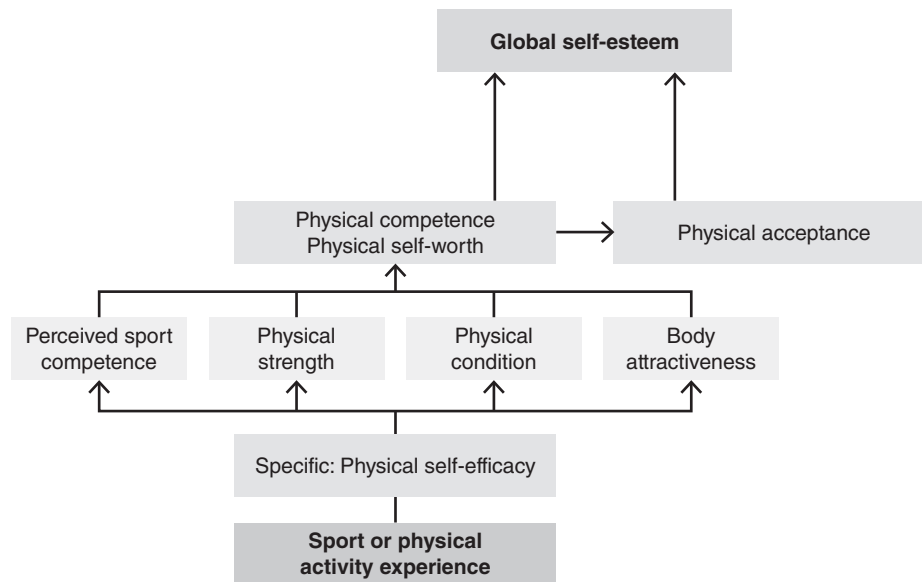 Global self-esteem
Physical competence
Physical self-worth
Physical acceptance
Perceived sport
competence
Physical
strength
Physical
condition
Body
attractiveness
Specific: Physical self-efficacy
Sport or physical
activity experience